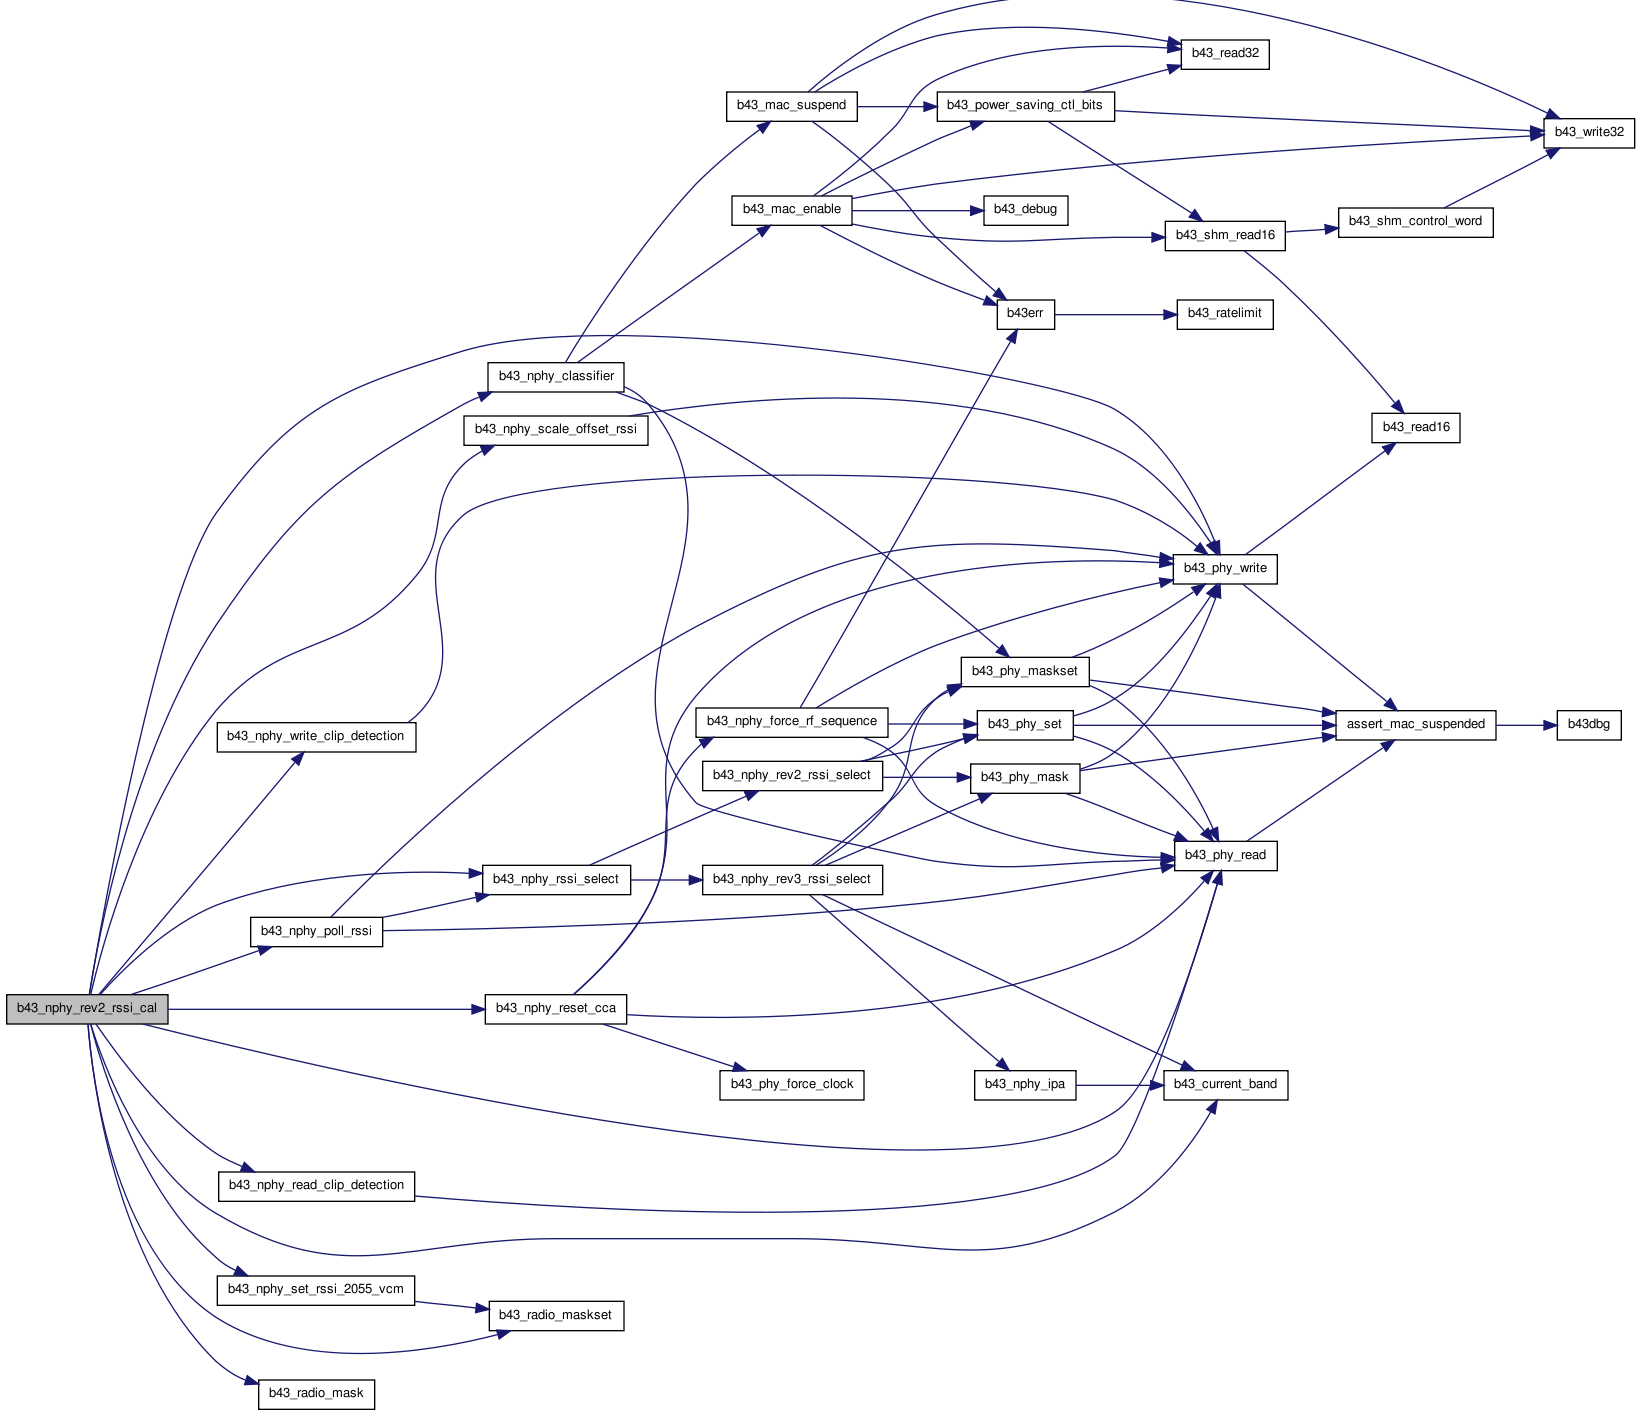 b43_read32
b43_mac_suspend
b43_power_saving_ctl_bits
b43_write32
b43_mac_enable
b43_debug
b43_shm_control_word
b43_shm_read16
b43err
b43_ratelimit
b43_nphy_classifier
b43_nphy_scale_offset_rssi
b43_read16
b43_phy_write
b43_phy_maskset
b43_nphy_force_rf_sequence
b43_phy_set
assert_mac_suspended
b43dbg
b43_nphy_write_clip_detection
b43_nphy_rev2_rssi_select
b43_phy_mask
b43_phy_read
b43_nphy_rssi_select
b43_nphy_rev3_rssi_select
b43_nphy_poll_rssi
b43_nphy_rev2_rssi_cal
b43_nphy_reset_cca
b43_phy_force_clock
b43_nphy_ipa
b43_current_band
b43_nphy_read_clip_detection
b43_nphy_set_rssi_2055_vcm
b43_radio_maskset
b43_radio_mask